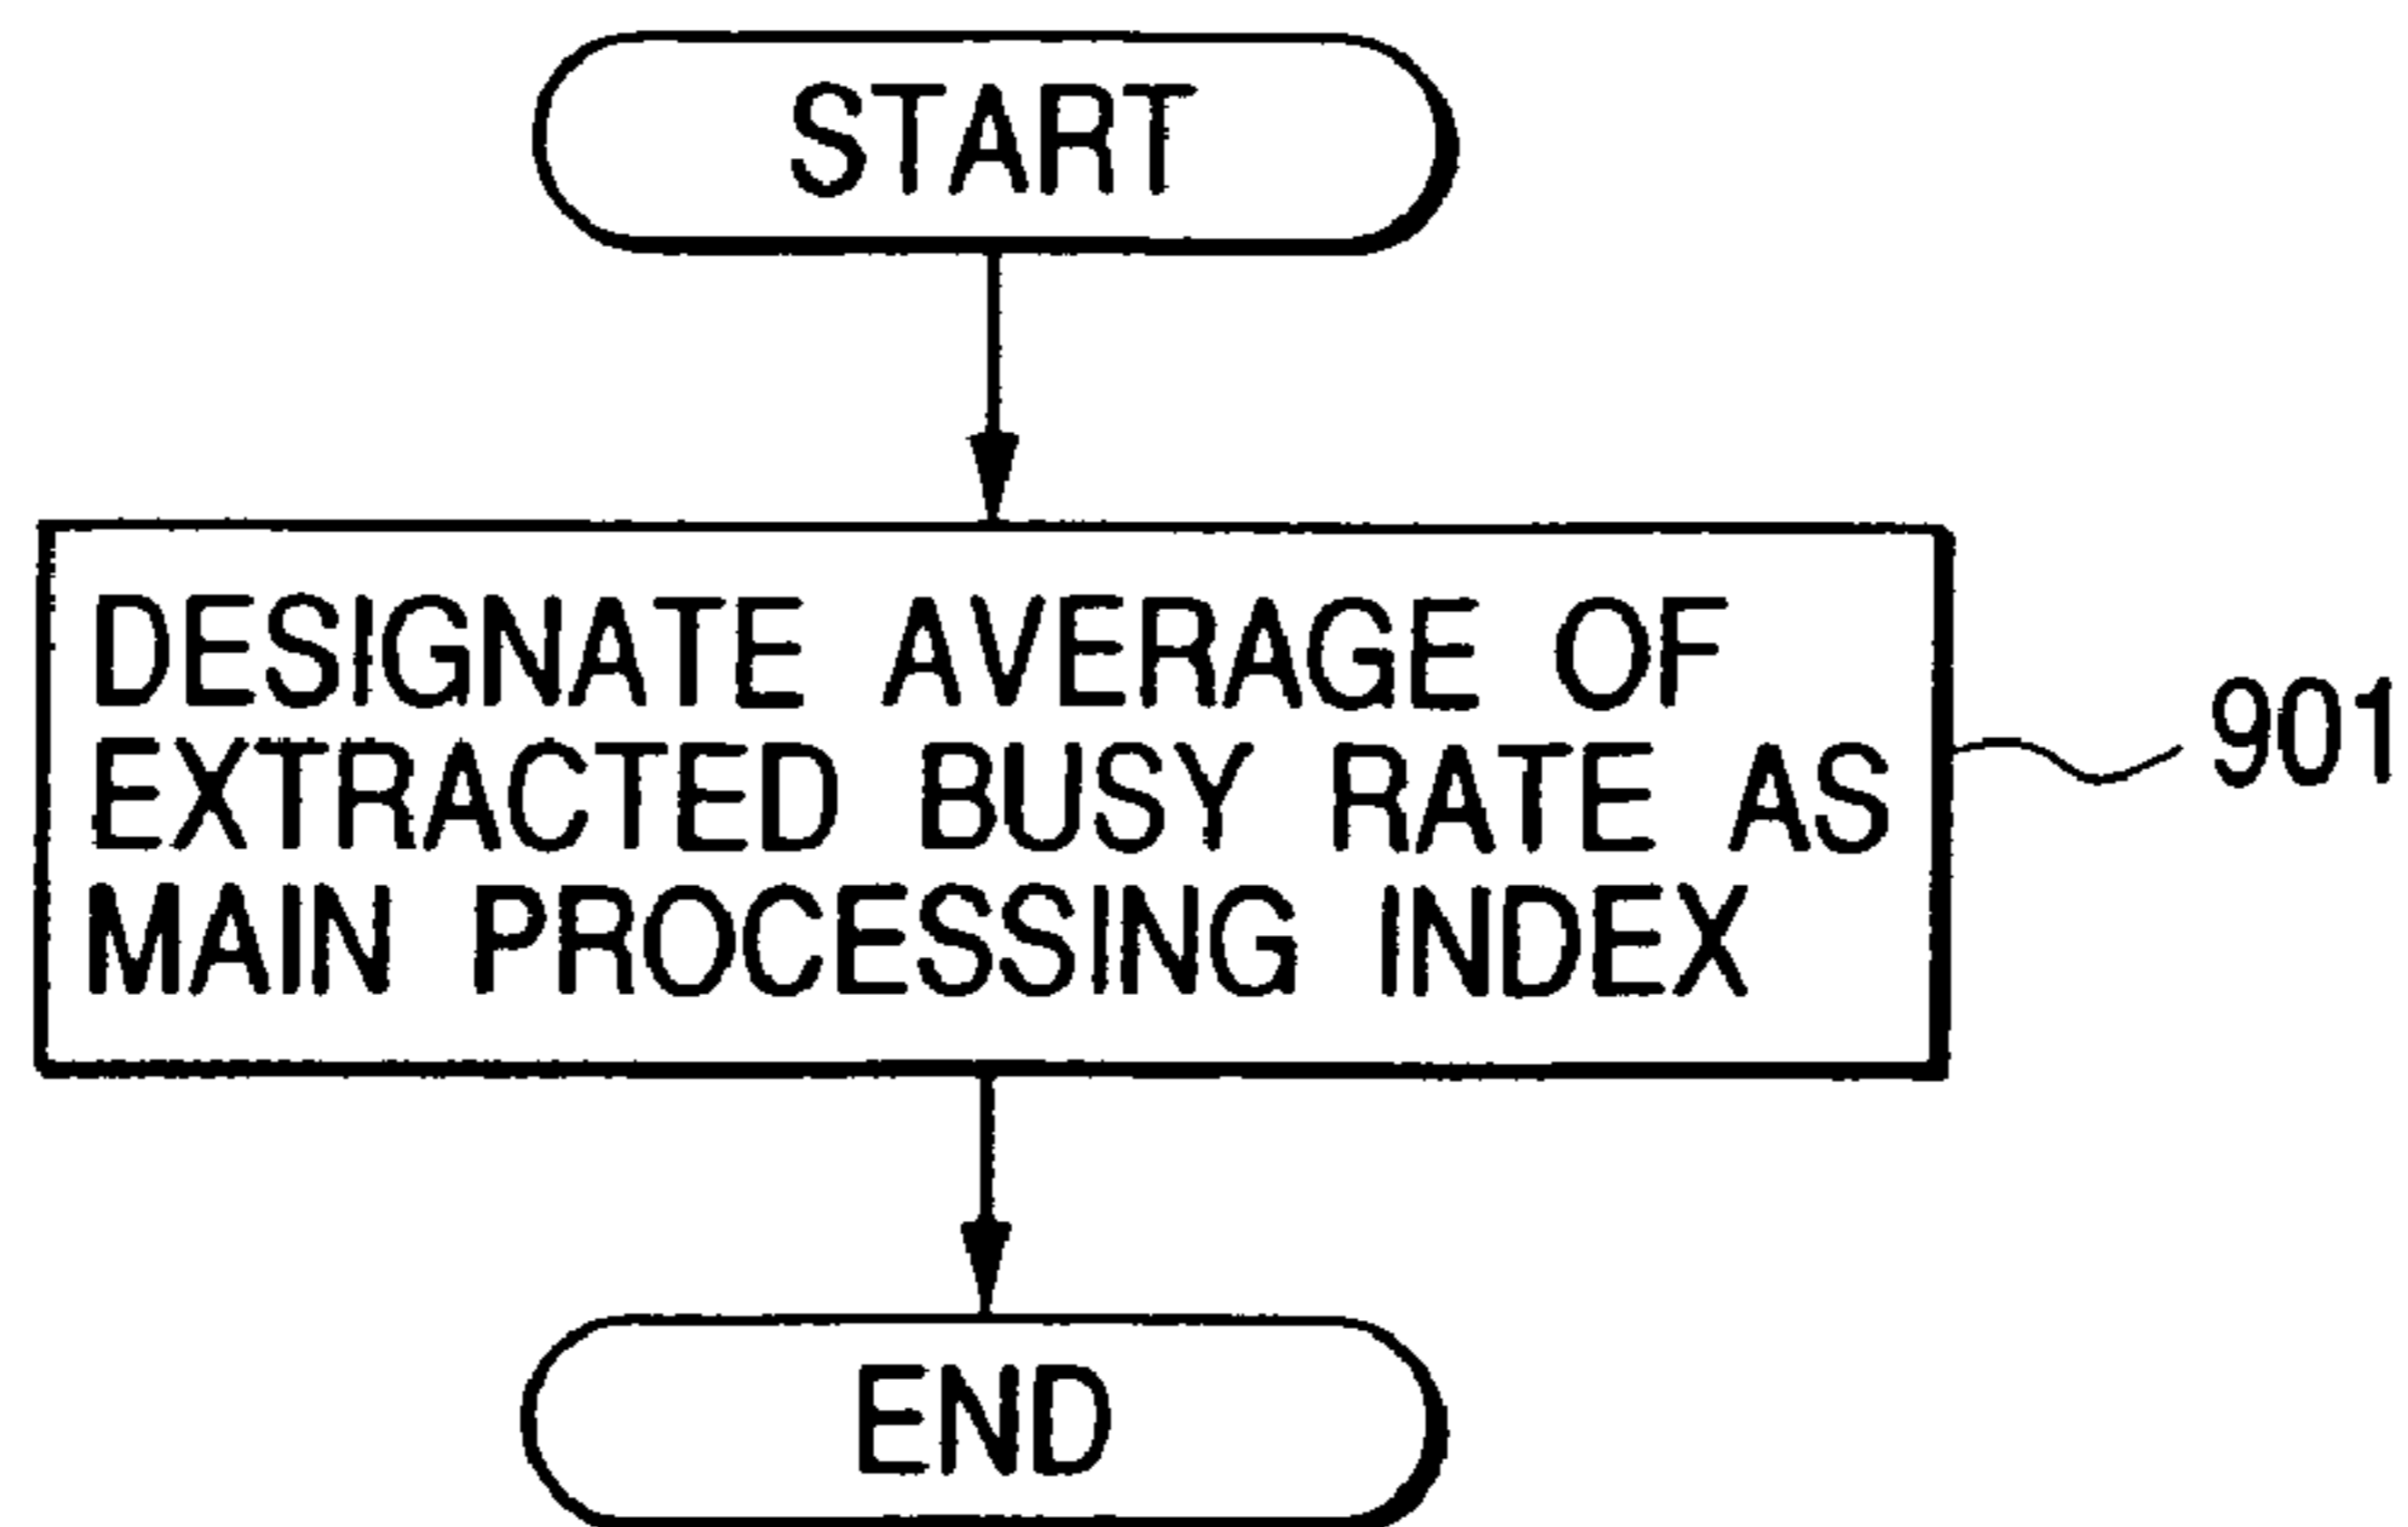 START
DESIGNATE AVERAGE OF
EXTRACTED BUSY RATE AS
MAIN PROCESSING INDEX
901
END